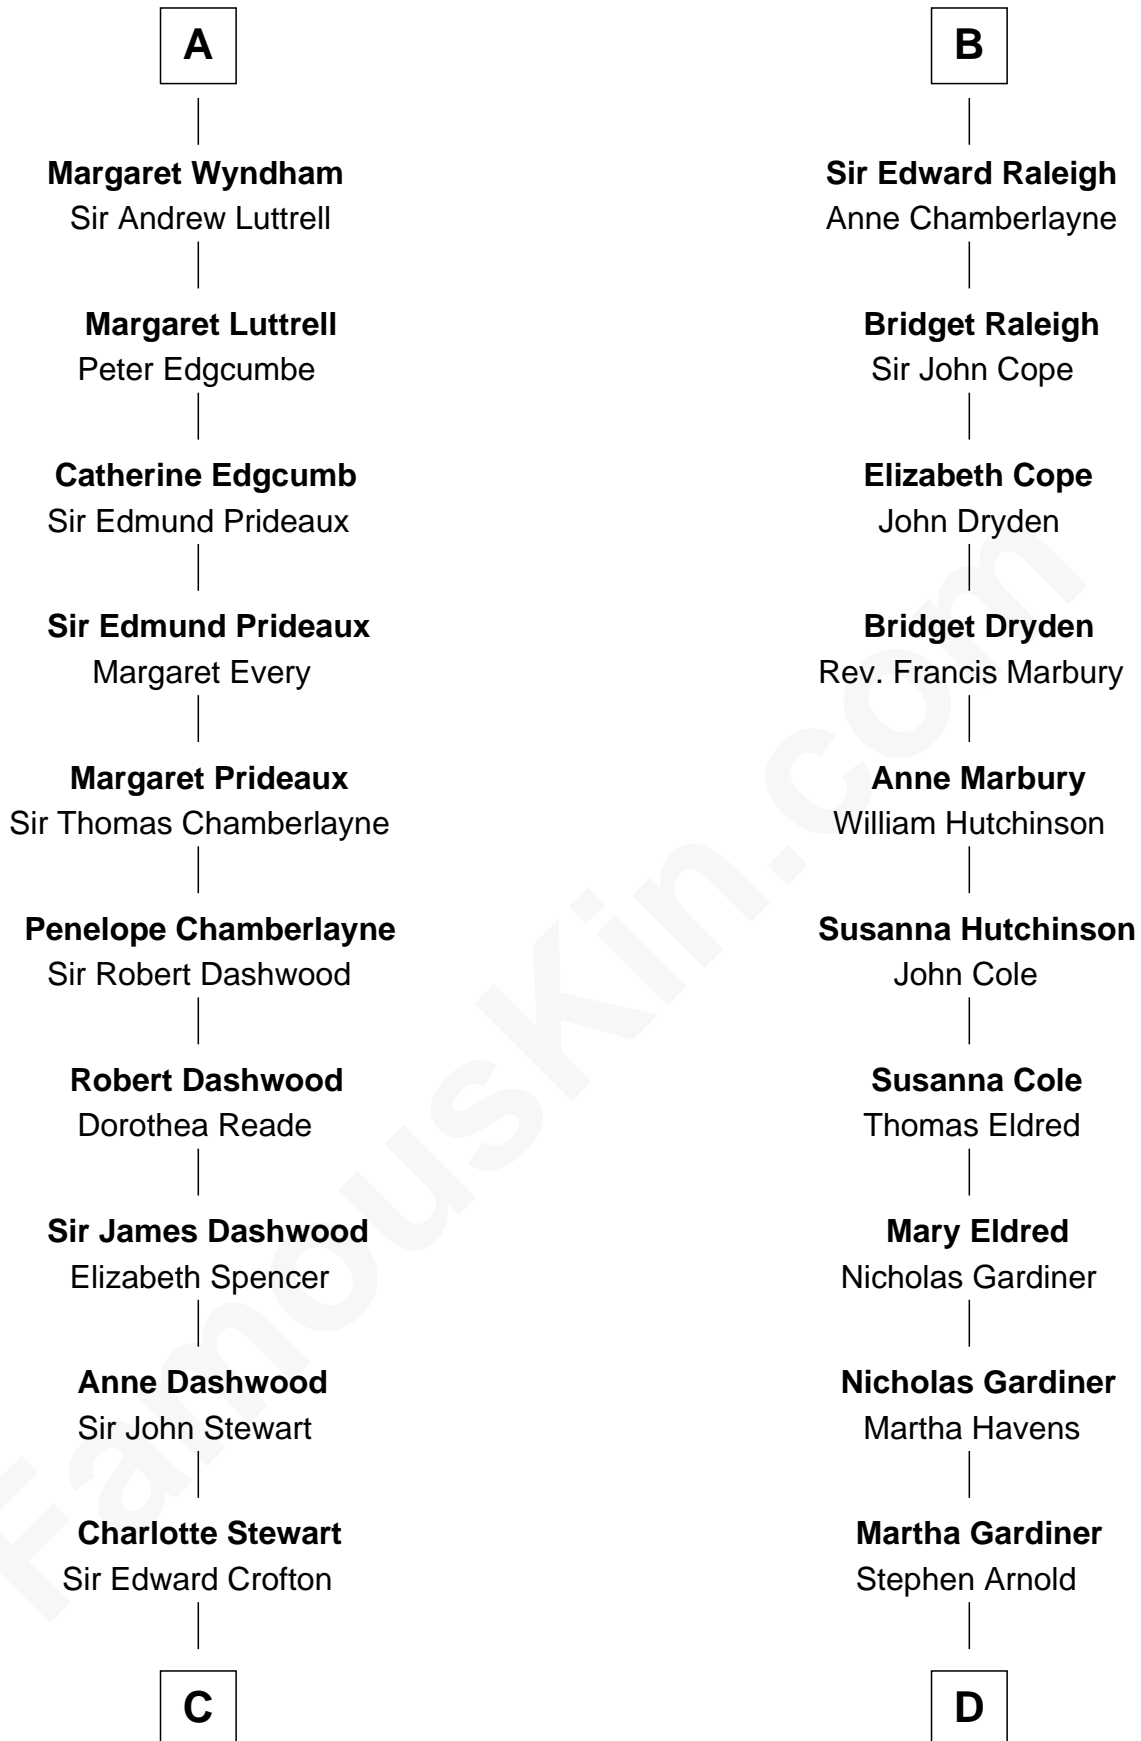 A
Margaret Wyndham
Sir Andrew Luttrell
Margaret Luttrell
Peter Edgcumbe
Catherine Edgcumb
Sir Edmund Prideaux
Sir Edmund Prideaux
Margaret Every
Margaret Prideaux
Sir Thomas Chamberlayne
Penelope Chamberlayne
Sir Robert Dashwood
Robert Dashwood
Dorothea Reade
Sir James Dashwood
Elizabeth Spencer
Anne Dashwood
Sir John Stewart
Charlotte Stewart
Sir Edward Crofton
C
B
Sir Edward Raleigh
Anne Chamberlayne
Bridget Raleigh
Sir John Cope
Elizabeth Cope
John Dryden
Bridget Dryden
Rev. Francis Marbury
Anne Marbury
William Hutchinson
Susanna Hutchinson
John Cole
Susanna Cole
Thomas Eldred
Mary Eldred
Nicholas Gardiner
Nicholas Gardiner
Martha Havens
Martha Gardiner
Stephen Arnold
D
FamousKin.com